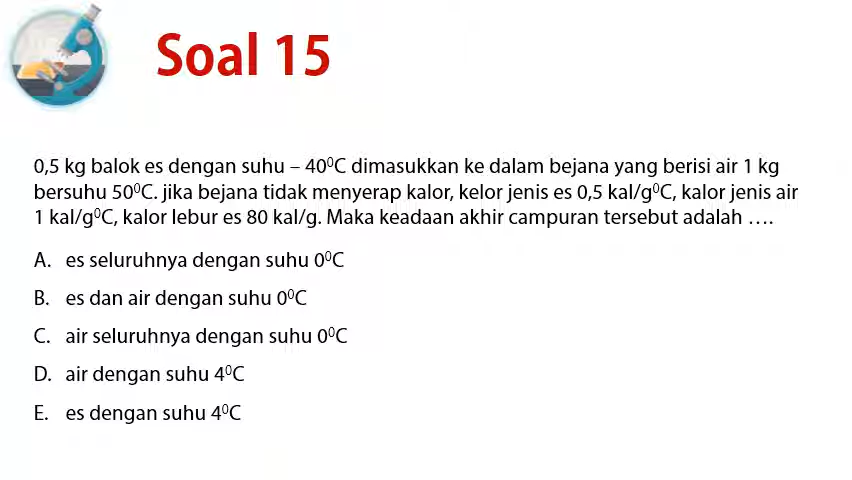 Soal 15
0,5 kg balok es dengan suhu – 40⁰C dimasukkan ke dalam bejana yang berisi air 1 kg
bersuhu 50⁰C. jika bejana tidak menyerap kalor, kelor jenis es 0,5 kal/g⁰C, kalor jenis air
1 kal/g⁰C, kalor lebur es 80 kal/g. Maka keadaan akhir campuran tersebut adalah ….
A. es seluruhnya dengan suhu 0⁰C
B. es dan air dengan suhu 0⁰C
C. air seluruhnya dengan suhu 0⁰C
D. air dengan suhu 4⁰C
E. es dengan suhu 4⁰C